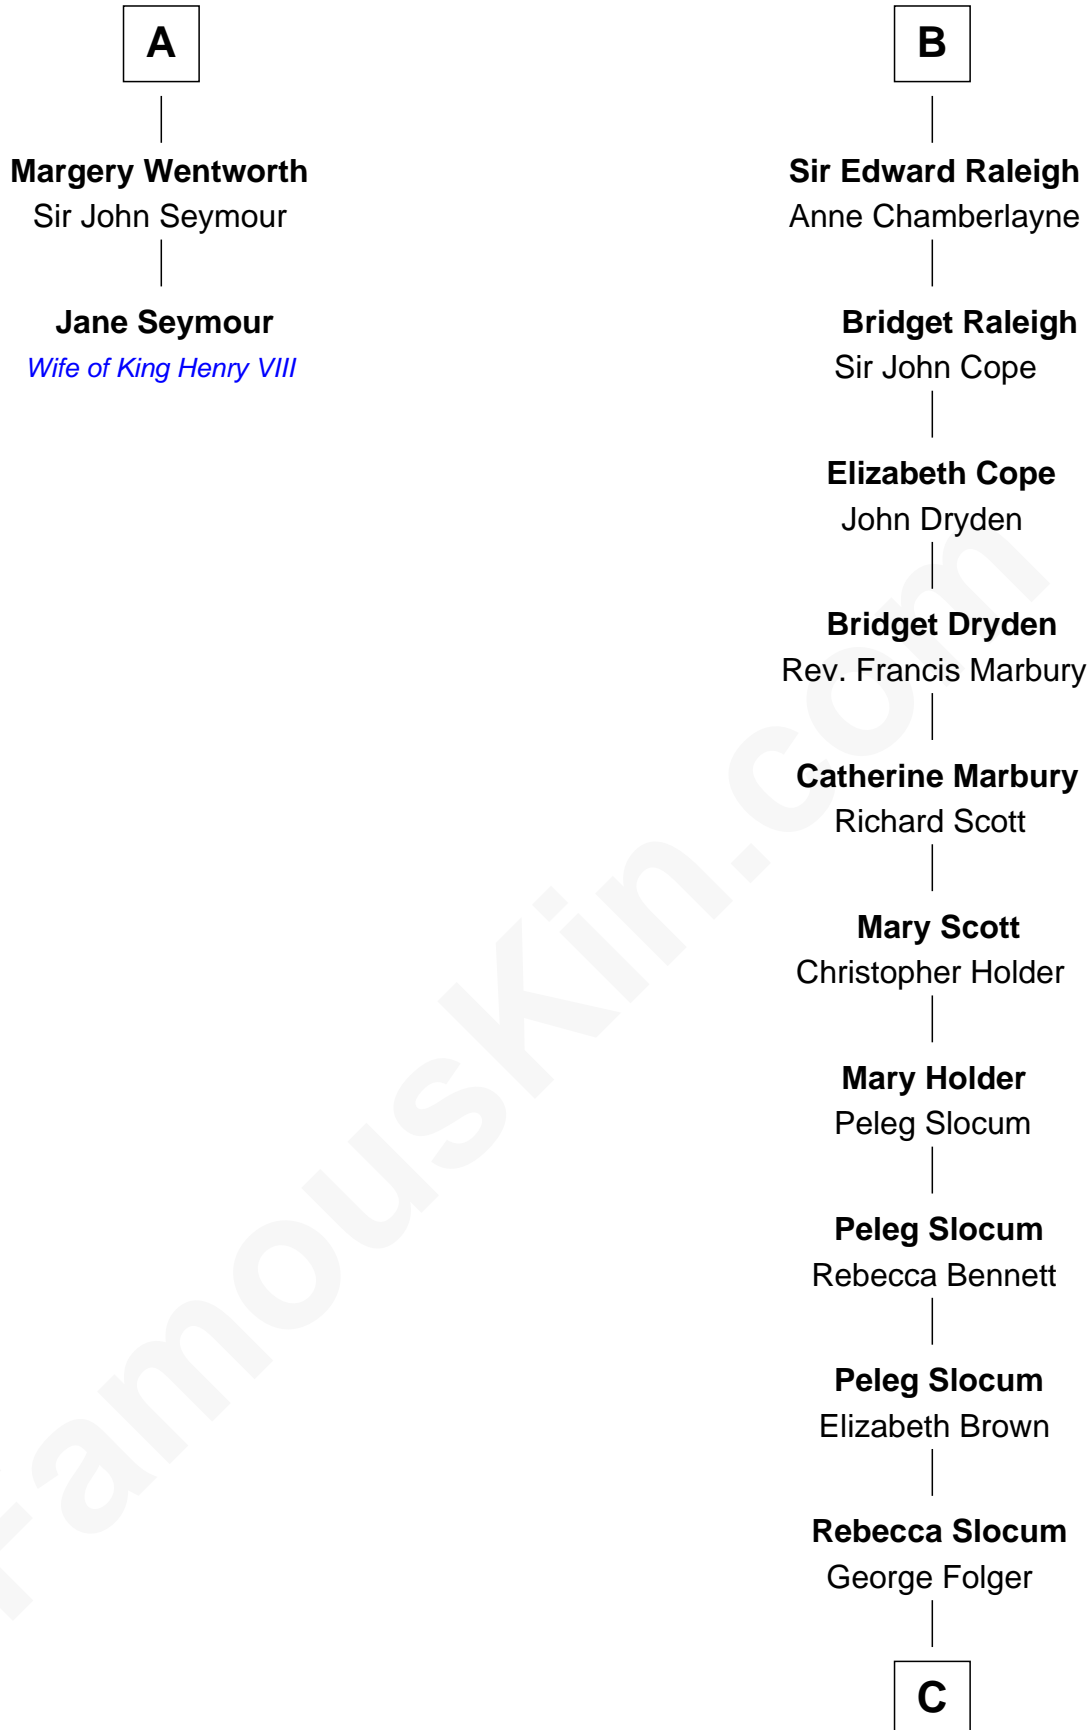 A
Margery Wentworth
Sir John Seymour
Jane Seymour
Wife of King Henry VIII
B
Sir Edward Raleigh
Anne Chamberlayne
Bridget Raleigh
Sir John Cope
Elizabeth Cope
John Dryden
Bridget Dryden
Rev. Francis Marbury
Catherine Marbury
Richard Scott
Mary Scott
Christopher Holder
Mary Holder
Peleg Slocum
Peleg Slocum
Rebecca Bennett
Peleg Slocum
Elizabeth Brown
Rebecca Slocum
George Folger
C
FamousKin.com